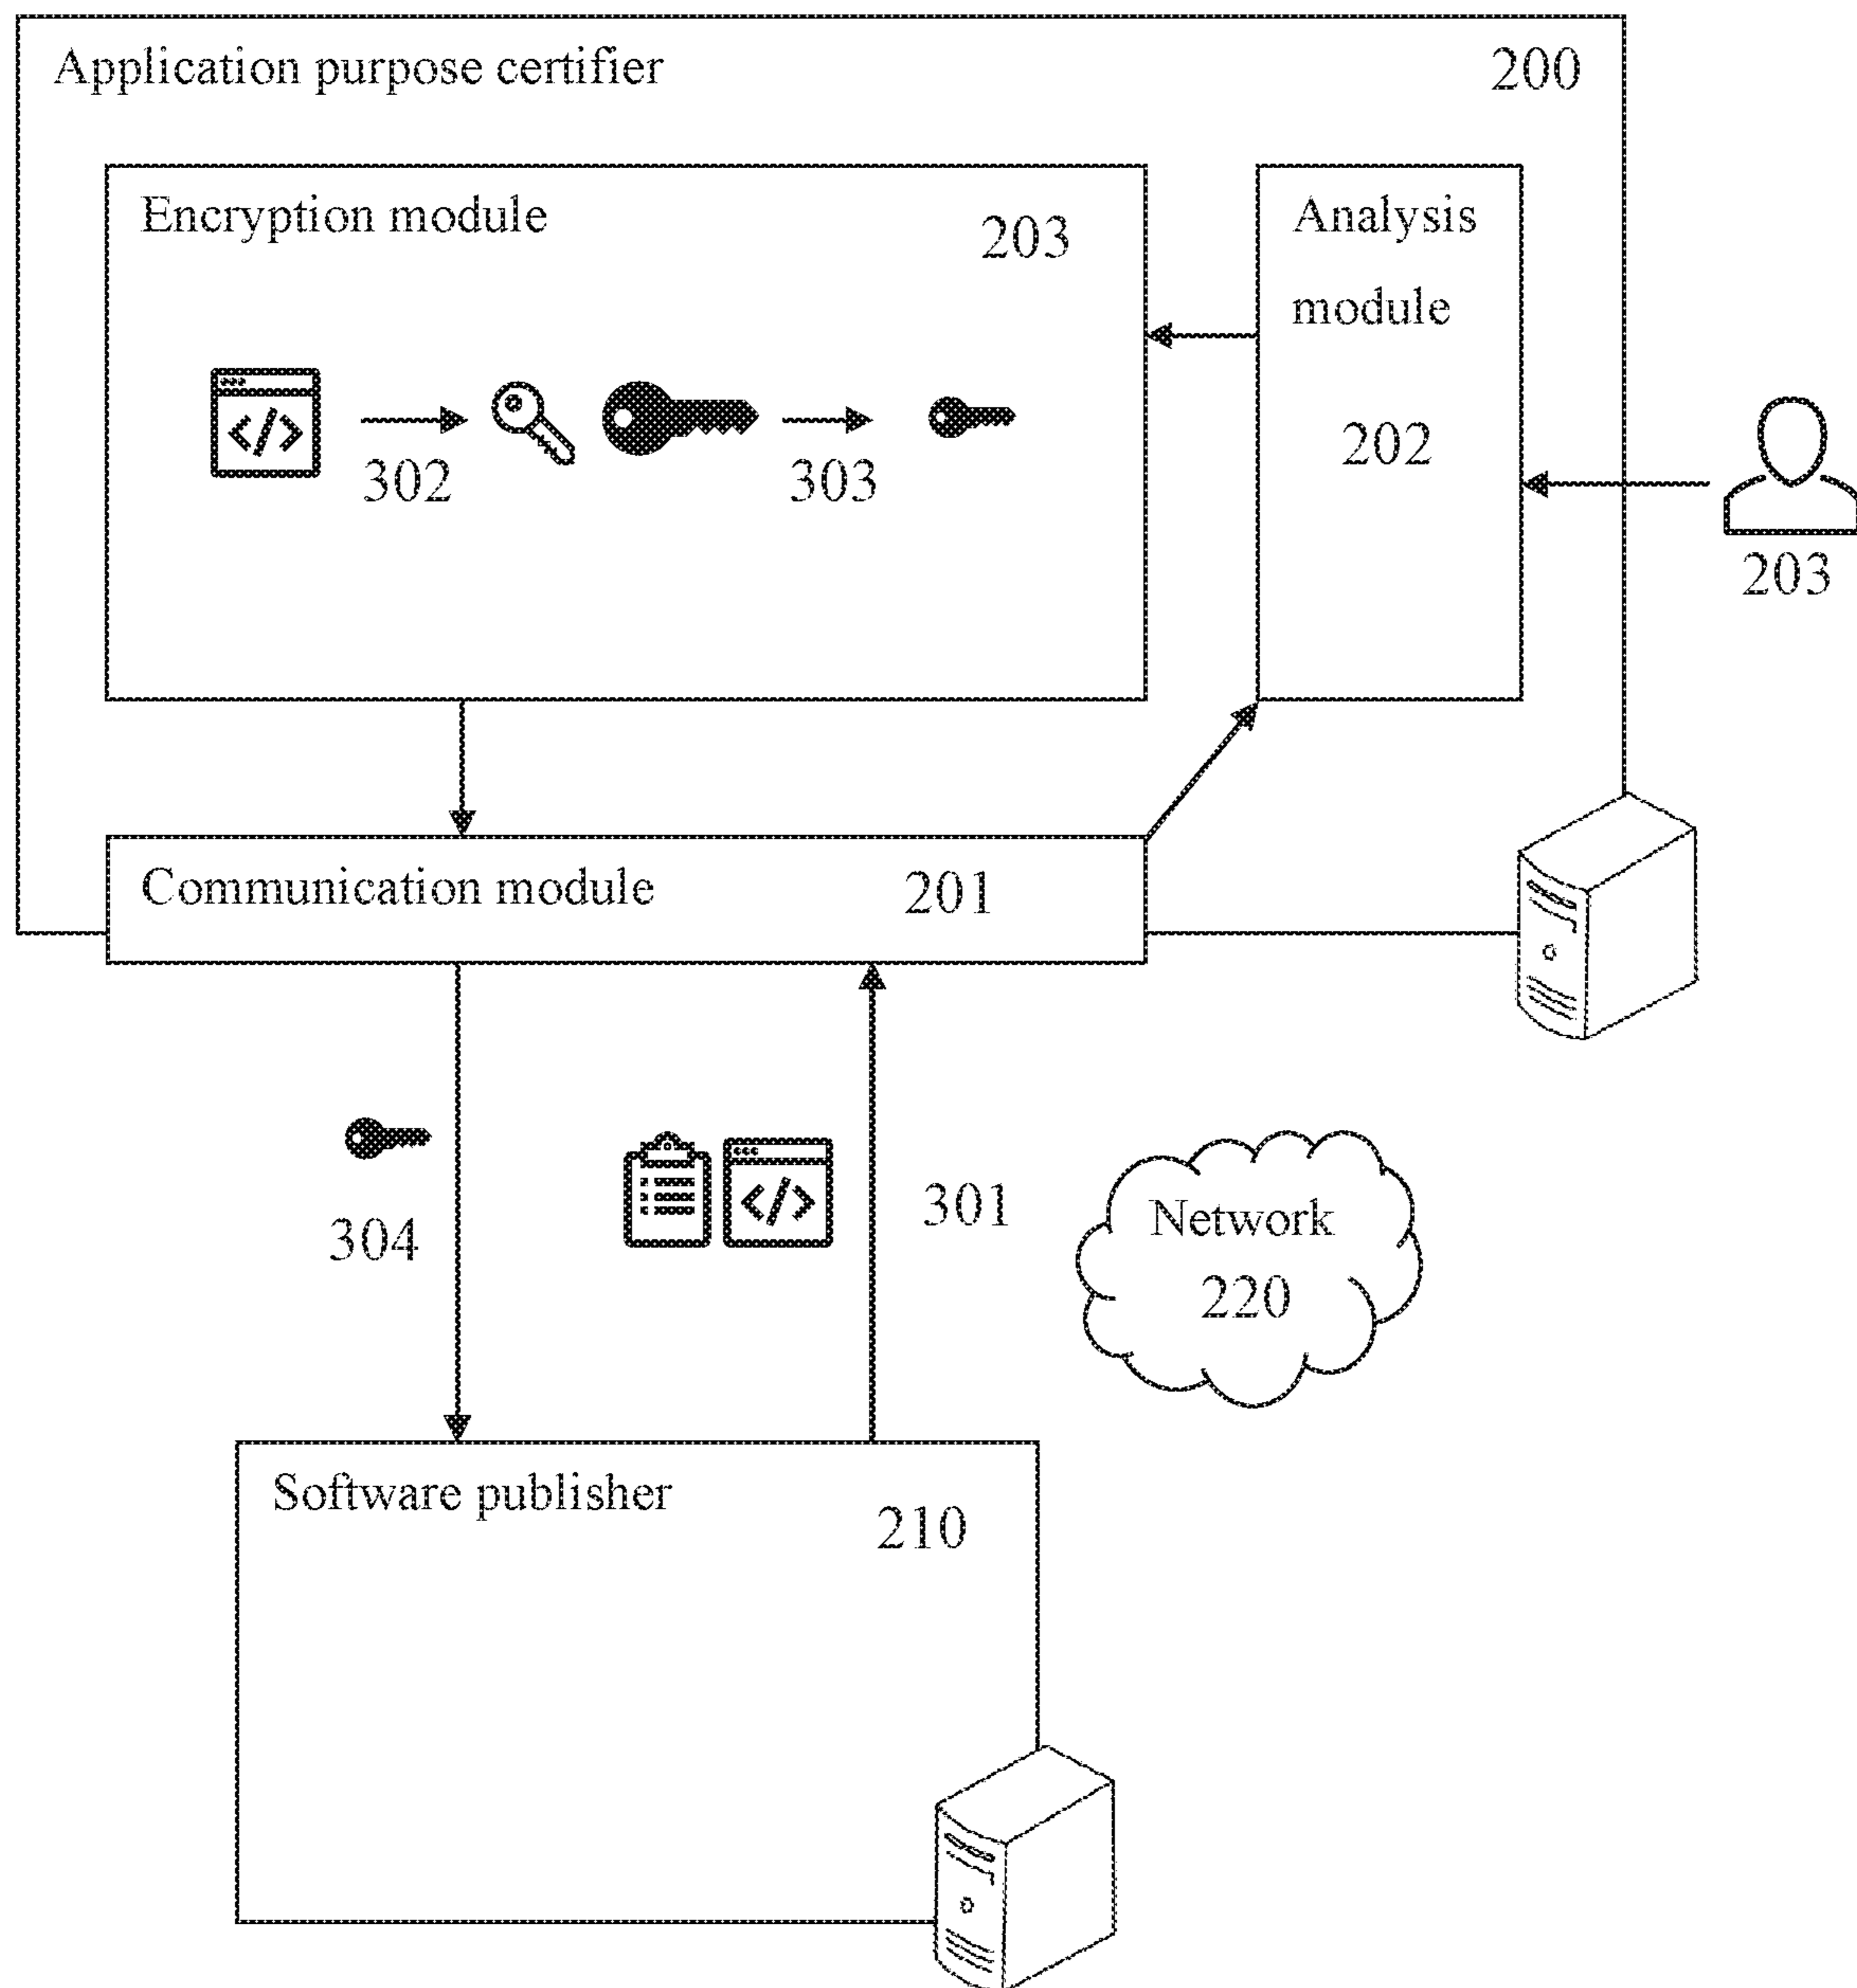 Application purpose certifier 200
Encryption module 203
Analysis
module
202
302 303
203
Communication module 201
304
301
Network
220
Software publisher 210